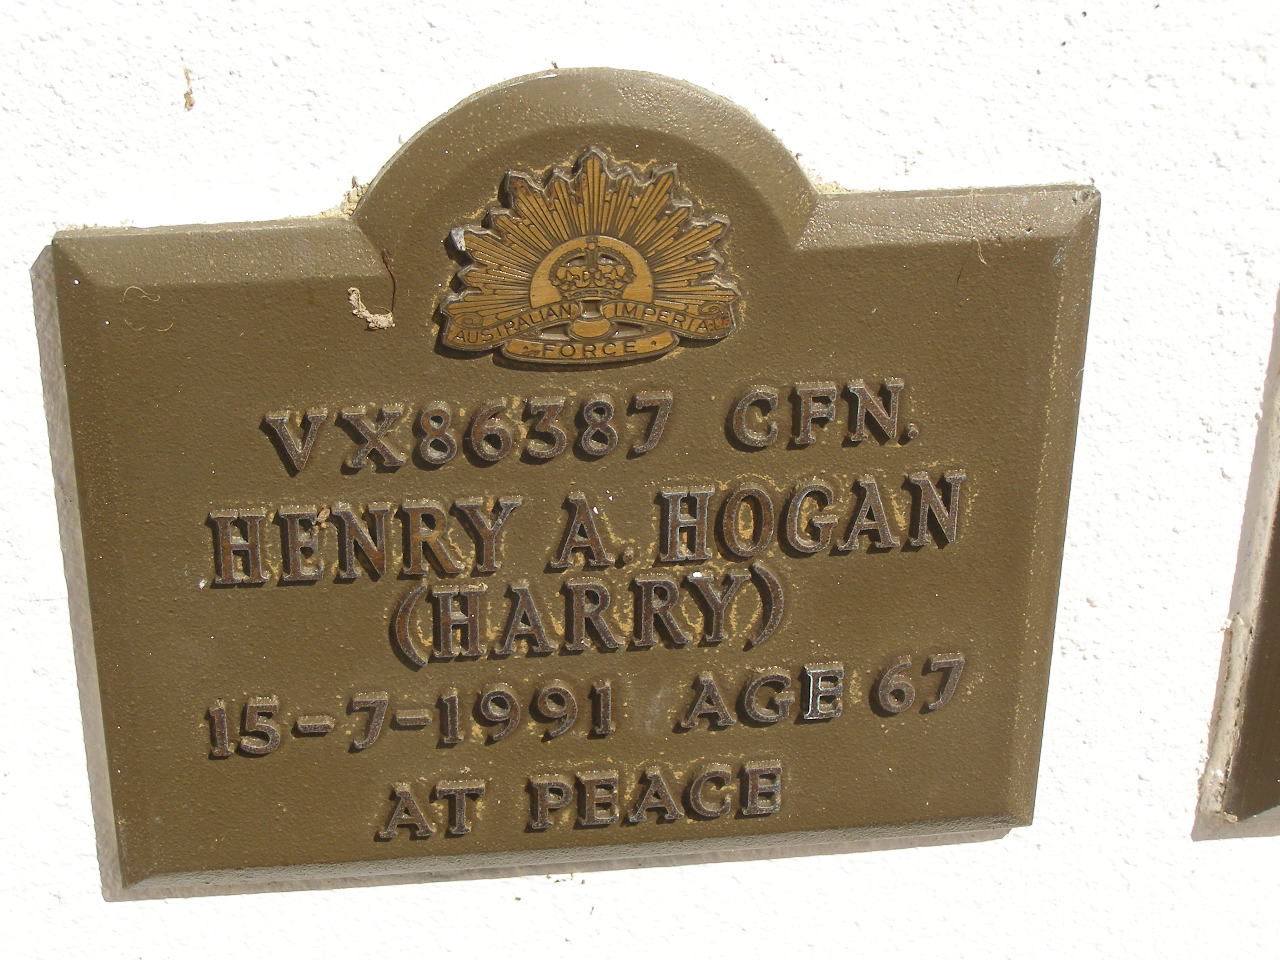 AUSTRALIAN IMPERIAL
FORCE
VX86387 CFN.
HENRY A. HOGAN
(HARRY)
15-7-1991 AGE 67
AT PEACE